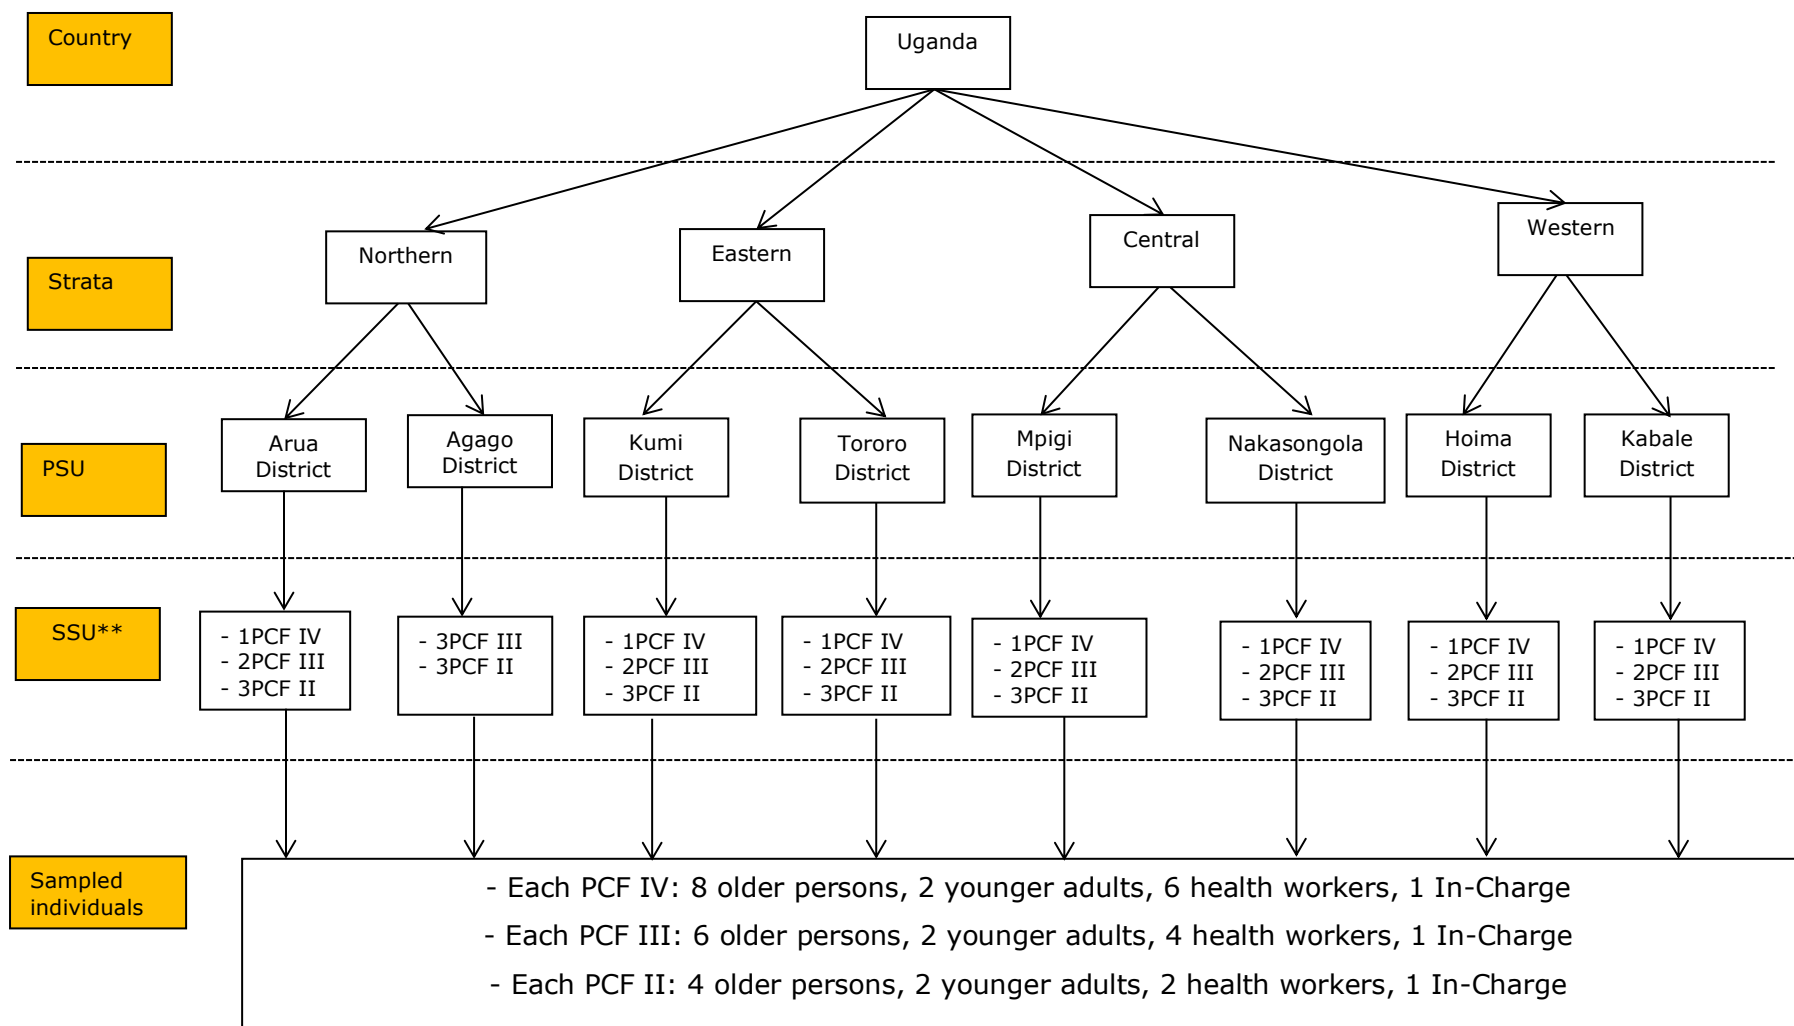 Country
Uganda
Strata
Northern
Eastern
Central
Western
PSU
Arua
District
Agago
District
Kumi
District
Tororo
District
Mpigi
District
Nakasongola
District
Hoima
District
Kabale
District
SSU**
- 1PCF IV
- 2PCF III
- 3PCF II
- 3PCF III
- 3PCF II
- 1PCF IV
- 2PCF III
- 3PCF II
- 1PCF IV
- 2PCF III
- 3PCF II
- 1PCF IV
- 2PCF III
- 3PCF II
- 1PCF IV
- 2PCF III
- 3PCF II
- 1PCF IV
- 2PCF III
- 3PCF II
- 1PCF IV
- 2PCF III
- 3PCF II
Sampled
individuals
- Each PCF IV: 8 older persons, 2 younger adults, 6 health workers, 1 In-Charge
- Each PCF III: 6 older persons, 2 younger adults, 4 health workers, 1 In-Charge
- Each PCF II: 4 older persons, 2 younger adults, 2 health workers, 1 In-Charge